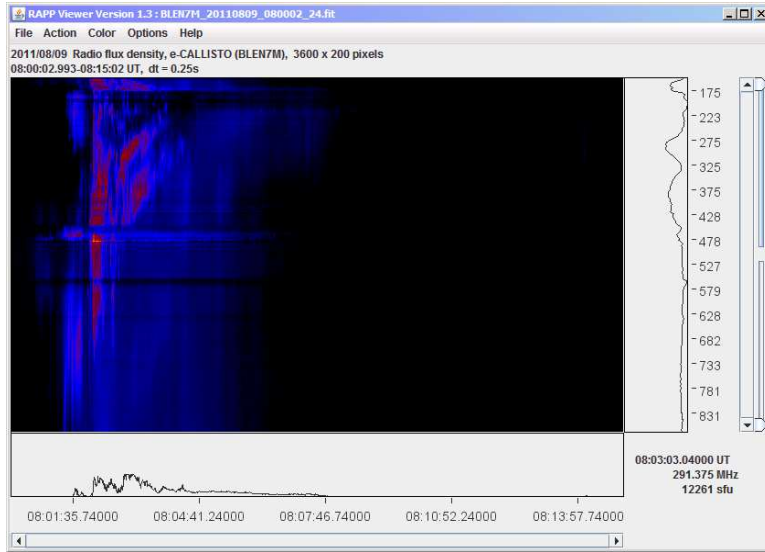 RAPP Viewer Version 1.3 : BLEN7M_20110809_080002_24.fit
File Action Color Options Help
2011/08/09 Radio flux density, e-CALLISTO (BLEN7M), 3600 x 200 pixels
08:00:02.993-08:15:02 UT, dt = 0.25s
175
223
275
325
375
428
478
527
579
628
682
733
781
831
08:03:03.04000 UT
291.375 MHz
12261 sfu
08:01:35.74000 08:04:41.24000 08:07:46.74000 08:10:52.24000 08:13:57.74000